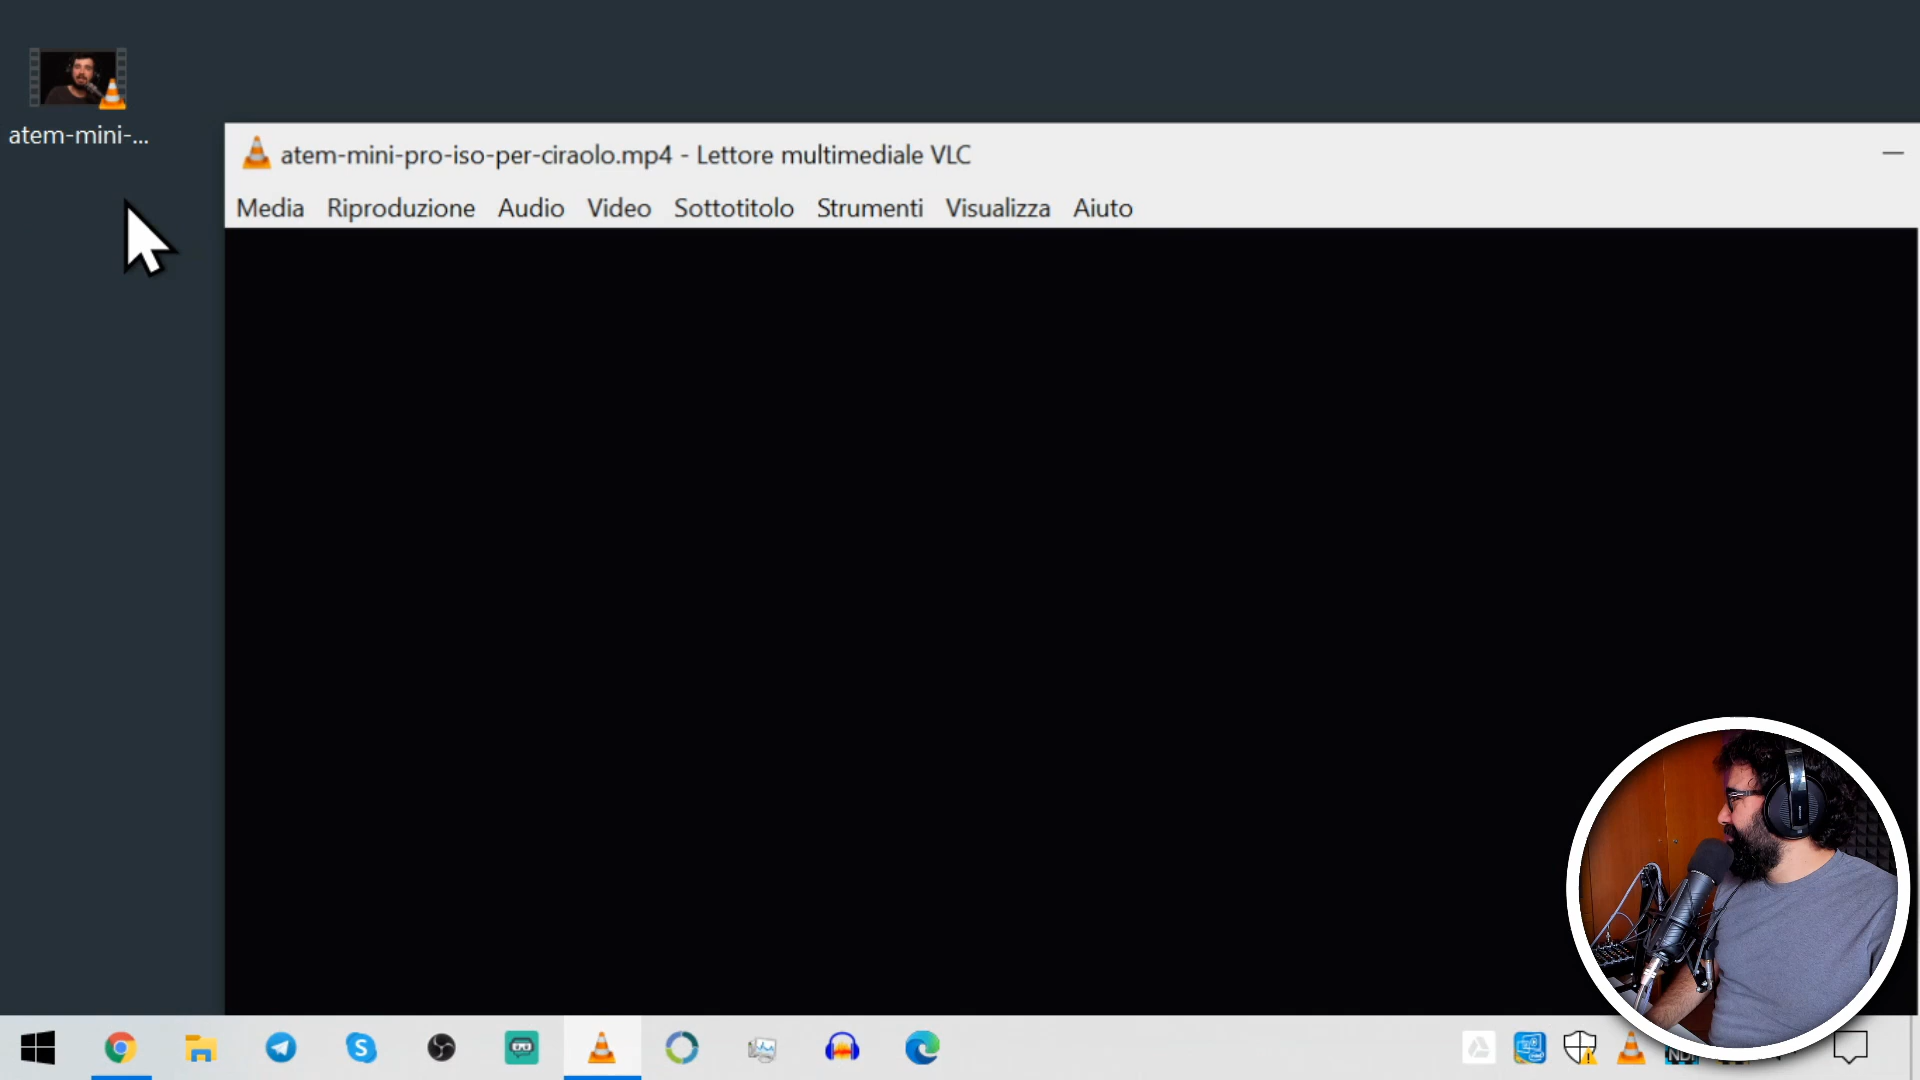 atem-mini-...
atem-mini-pro-iso-per-ciraolo.mp4 - Lettore multimediale VLC
Media Riproduzione Audio Video Sottotitolo Strumenti Visualizza Aiuto
NDI